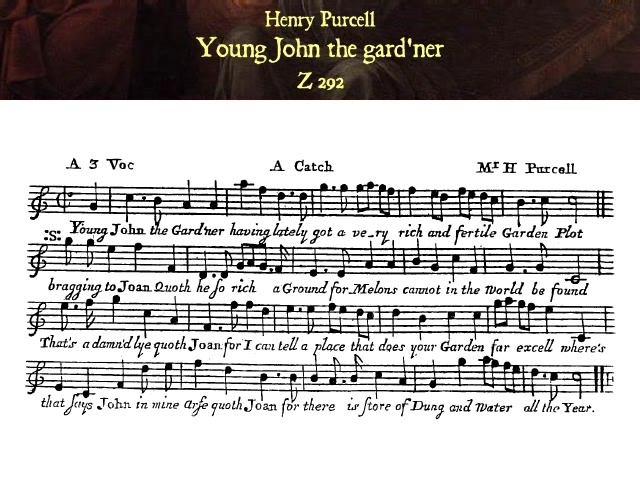 Henry Purcell
Young John the gard'ner
Z 292
A 3 Voc A Catch Mr H Purcell
Young John the Gard'ner having lately got a ve_ry rich and fertile Garden Plot
:S:
bragging to Joan Quoth he ſo rich a Ground for Melons cannot in the World be found
That's a damn'd lye quoth Joan for I can tell a place that does your Garden far excell where's
that ſays John in mine Arſe quoth Joan for there is ſtore of Dung and Water all the Year.